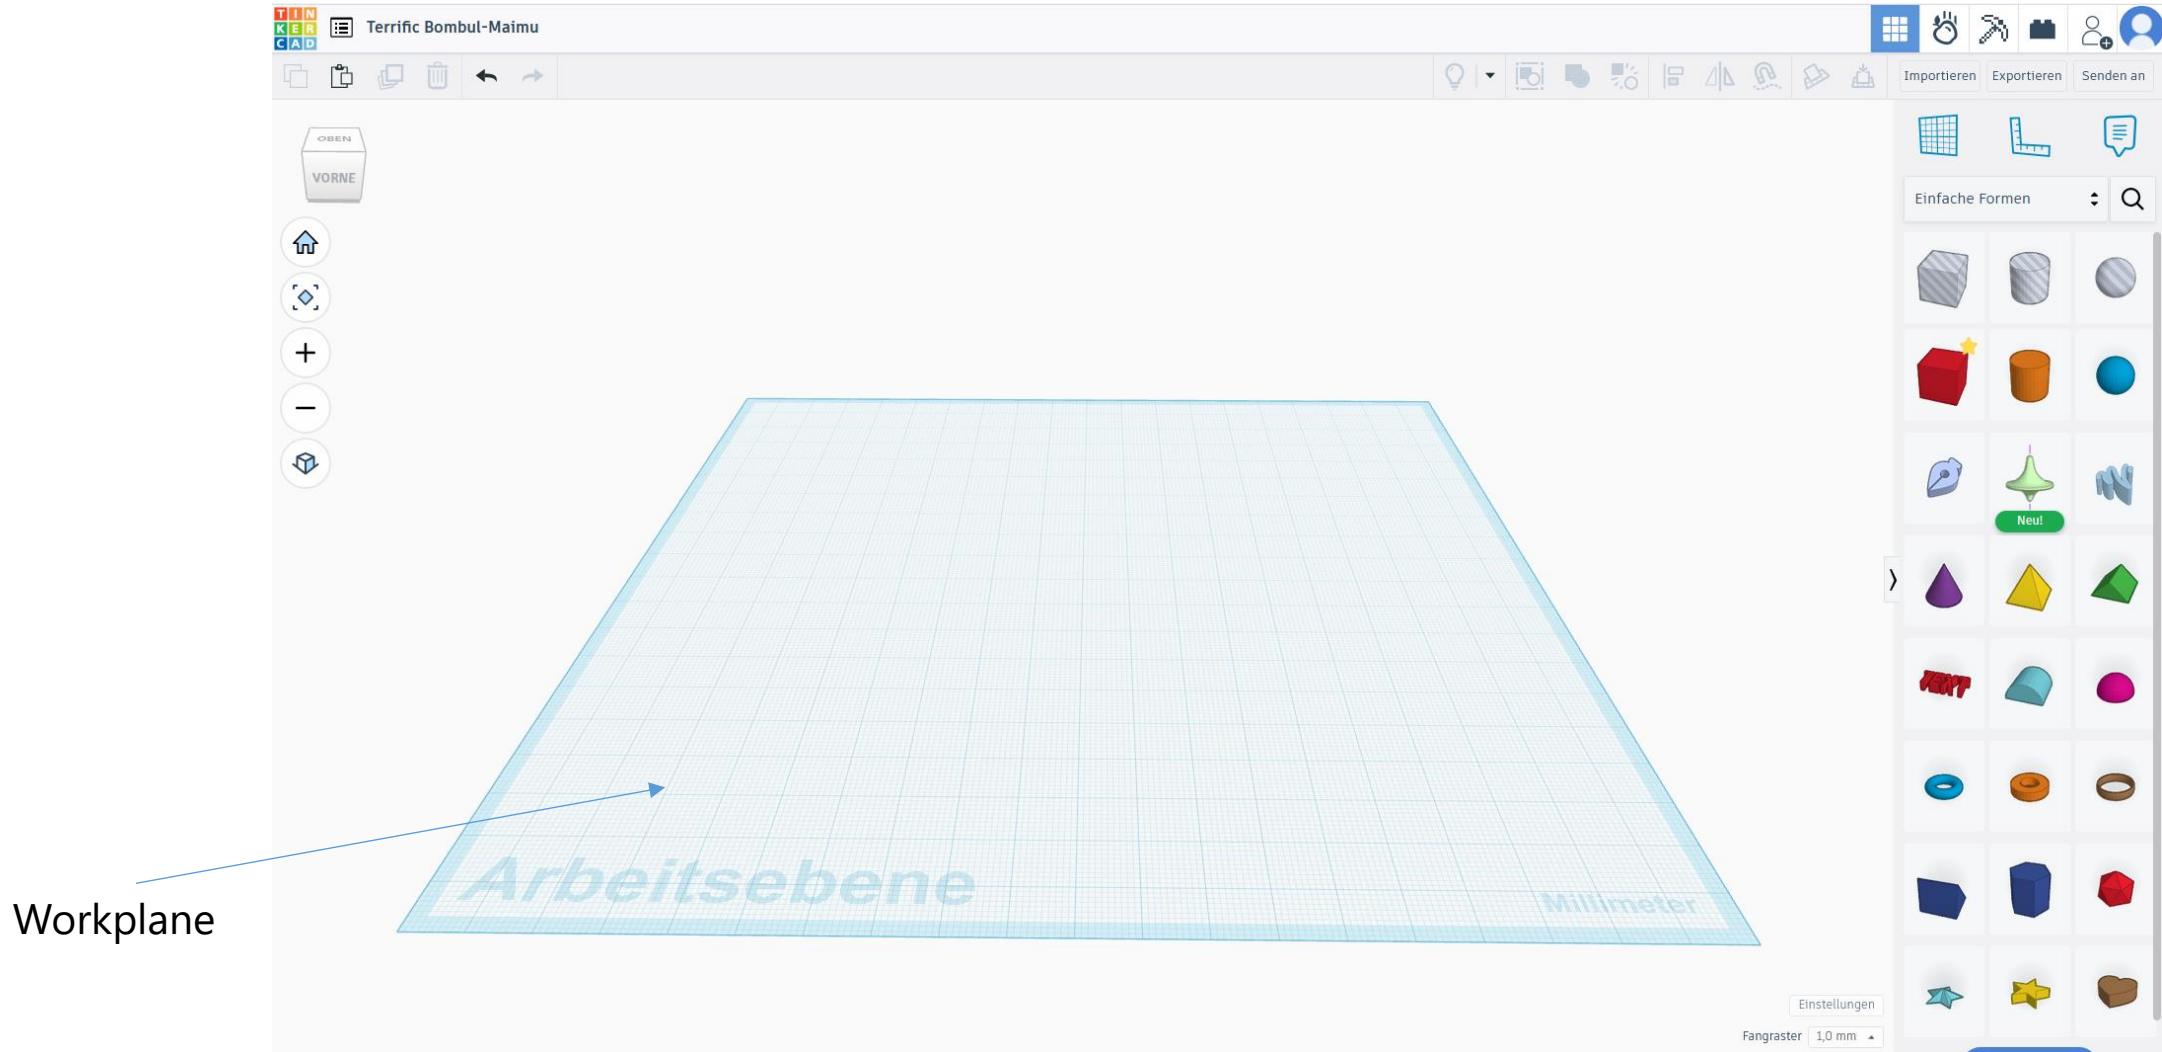 TIN
KER
CAD
Terrific Bombul-Maimu
Importieren
Exportieren
Senden an
OBEN
VORNE
Einfache Formen
Neu!
TEXT
Arbeitsebene
Millimeter
Workplane
Einstellungen
Fangraster 1,0 mm